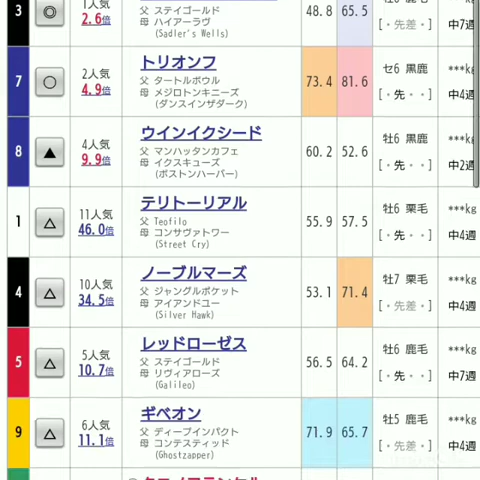 3 ◎ 1人気 父 ステイゴールド 48.8 65.5
2.6倍 母 ハイアーラヴ [・先差・] 中7週
(Sadler's Wells)
トリオンフ
7 ○ 2人気 父 タートルボウル 73.4 81.6 セ6 黒鹿 ***kg
4.9倍 母 メジロトンキニーズ [・先・・] 中4週
(ダンスインザダーク)
ウインイクシード
8 ▲ 4人気 父 マンハッタンカフェ 60.2 52.6 牡6 黒鹿 ***kg
9.9倍 母 イクスキューズ [・先・・] 中2週
(ボストンハーバー)
テリトーリアル
1 △ 11人気 父 Teofilo 55.9 57.5 牡6 栗毛 ***kg
46.0倍 母 コンサヴァトワー [・先・・] 中4週
(Street Cry)
ノーブルマーズ
4 △ 10人気 父 ジャングルポケット 53.1 71.4 牡7 栗毛 ***kg
34.5倍 母 アイアンドユー [・先差・] 中4週
(Silver Hawk)
レッドローゼス
5 △ 5人気 父 ステイゴールド 56.5 64.2 牡6 鹿毛 ***kg
10.7倍 母 リヴィアローズ [・先・・] 中7週
(Galileo)
ギベオン
9 △ 6人気 父 ディープインパクト 71.9 65.7 牡5 鹿毛 ***kg
11.1倍 母 コンテスティッド [・先差・] 中4週
(Ghostzapper)